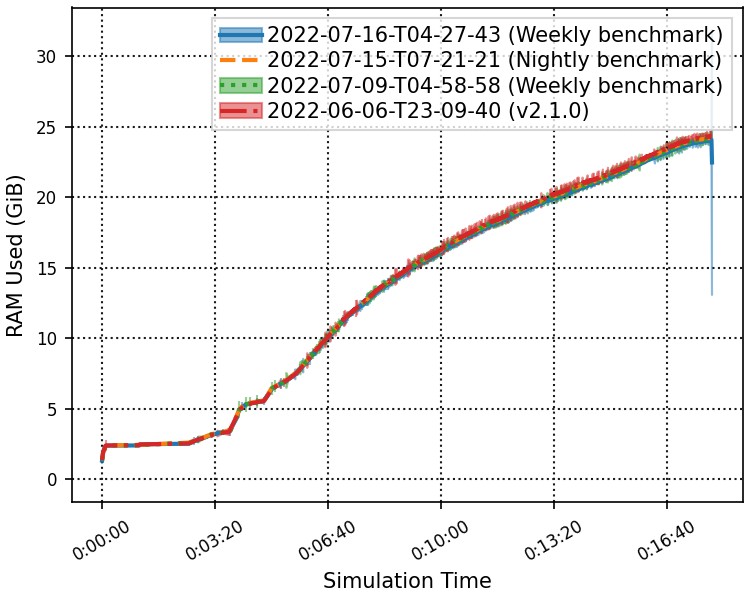 2022-07-16-T04-27-43 (Weekly benchmark)
2022-07-15-T07-21-21 (Nightly benchmark)
2022-07-09-T04-58-58 (Weekly benchmark)
2022-06-06-T23-09-40 (v2.1.0)
RAM Used (GiB)
30
25
20
15
10
5
0
0:00:00
0:03:20
0:06:40
0:10:00
0:13:20
0:16:40
Simulation Time